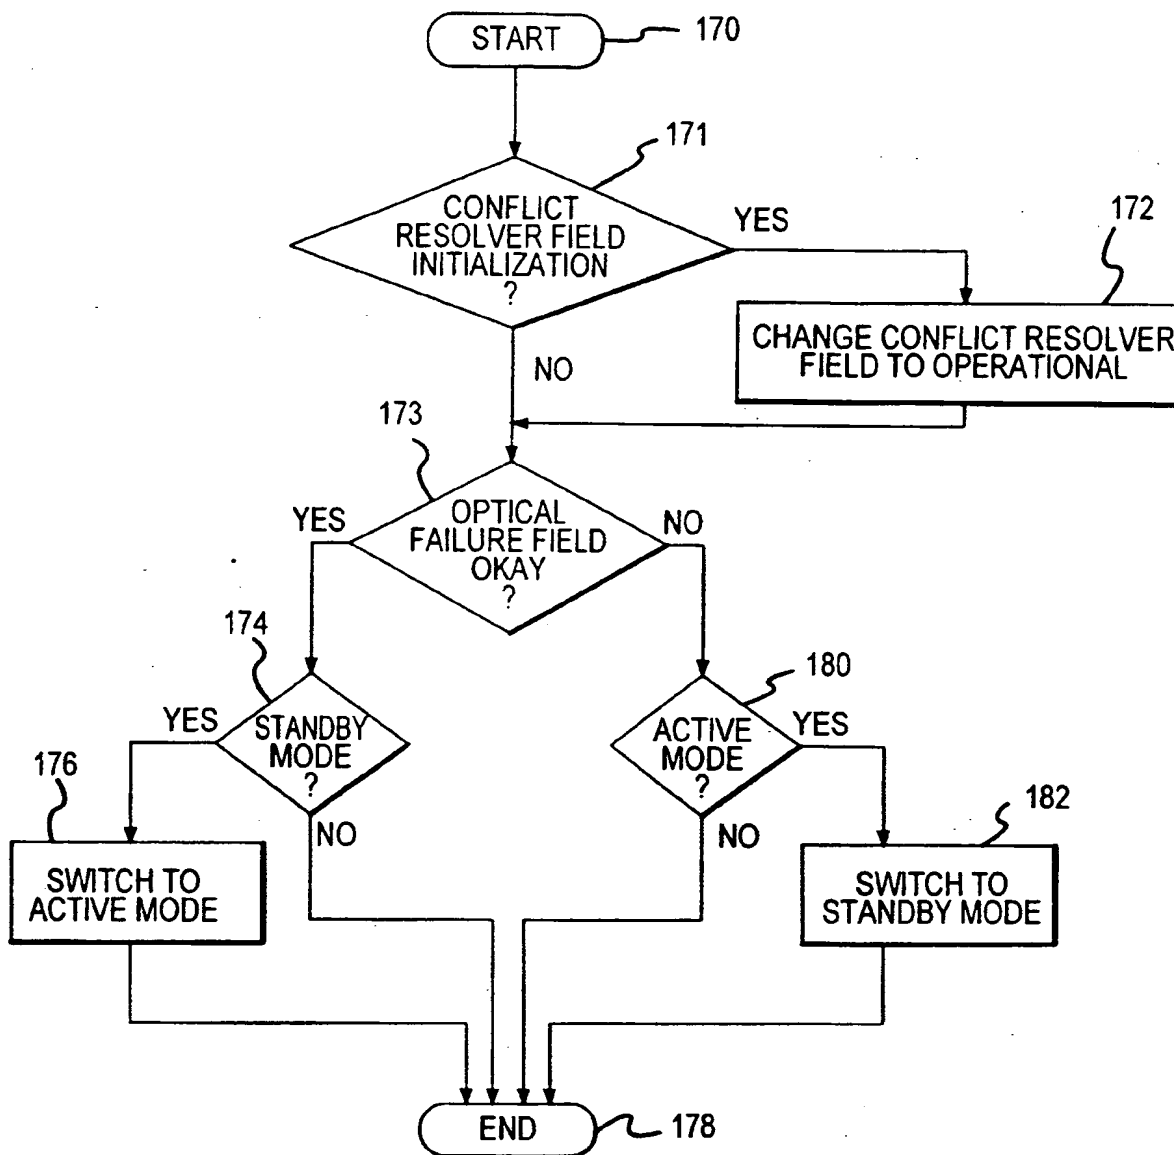 START
170
171
CONFLICT
RESOLVER FIELD
INITIALIZATION
?
YES
172
CHANGE CONFLICT RESOLVER
FIELD TO OPERATIONAL
NO
173
YES
OPTICAL
FAILURE FIELD
OKAY
?
NO
174
YES
STANDBY
MODE
?
NO
180
ACTIVE
MODE
?
YES
NO
176
SWITCH TO
ACTIVE MODE
182
SWITCH TO
STANDBY MODE
END
178